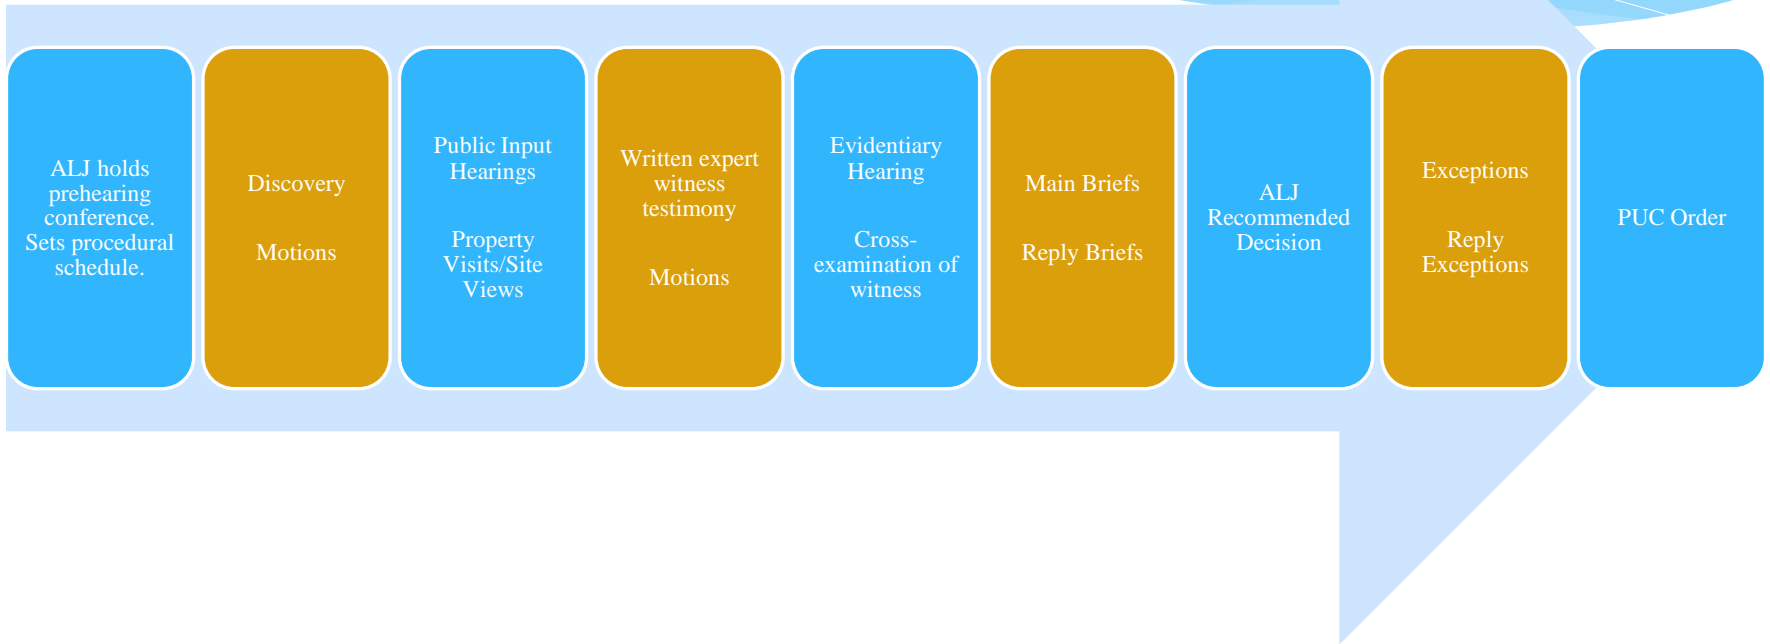 ALJ holds
prehearing
conference.
Sets procedural
schedule.
Discovery
Motions
Public Input
Hearings
Property
Visits/Site
Views
Written expert
witness
testimony
Motions
Evidentiary
Hearing
Cross-
examination of
witness
Main Briefs
Reply Briefs
ALJ
Recommended
Decision
Exceptions
Reply
Exceptions
PUC Order